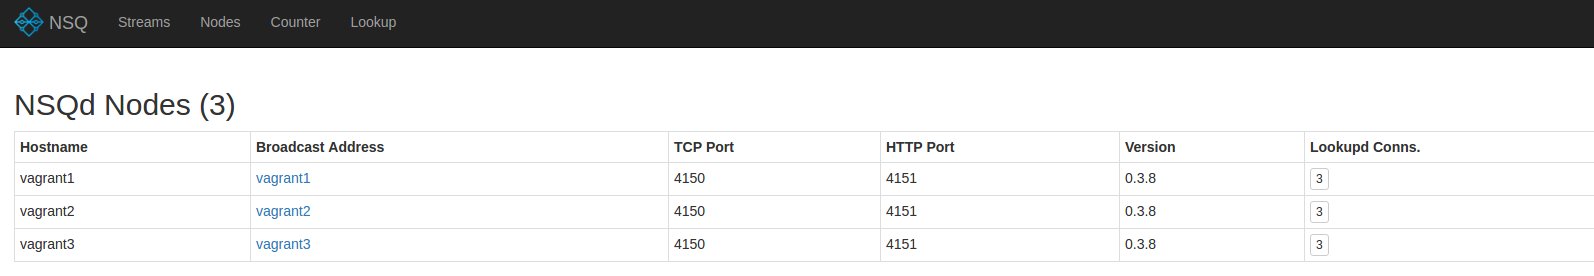 NSQ Streams Nodes Counter Lookup
NSQd Nodes (3)
Hostname Broadcast Address TCP Port HTTP Port Version Lookupd Conns.
vagrant1 vagrant1 4150 4151 0.3.8 3
vagrant2 vagrant2 4150 4151 0.3.8 3
vagrant3 vagrant3 4150 4151 0.3.8 3